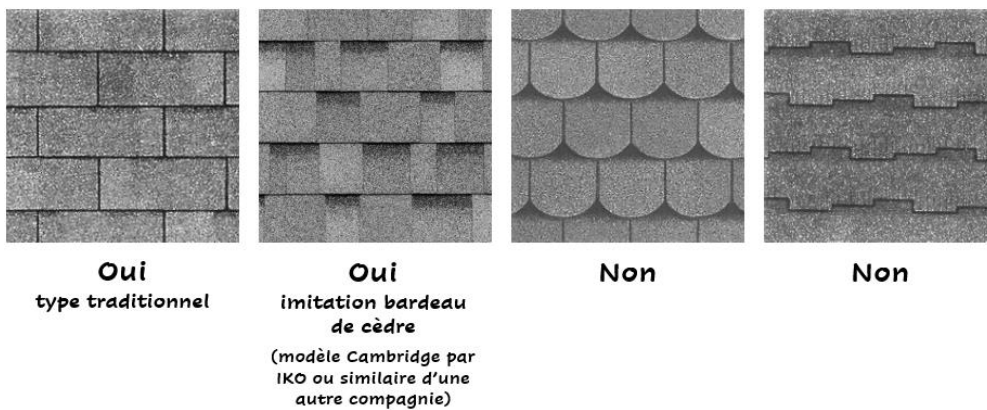 Oui
type traditionnel
Oui
imitation bardeau
de cèdre
(modèle Cambridge par
IKO ou similaire d'une
autre compagnie)
Non
Non